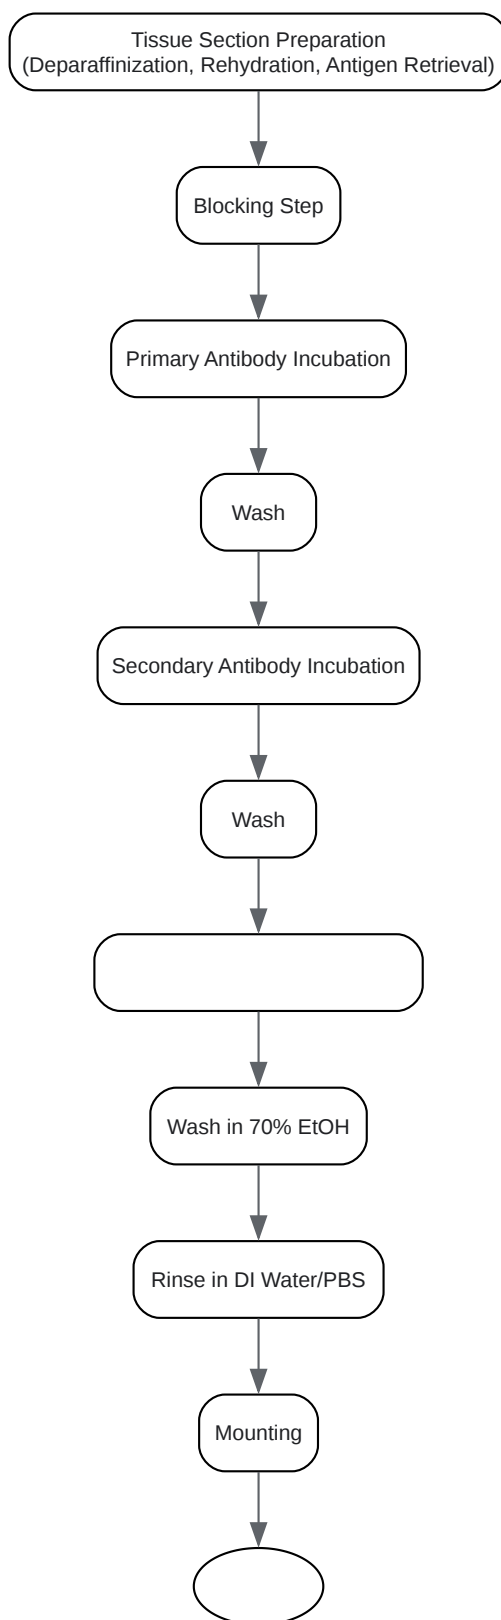 Tissue Section Preparation
(Deparaffinization, Rehydration, Antigen Retrieval)
Blocking Step
Primary Antibody Incubation
Wash
Secondary Antibody Incubation
Wash
Wash in 70% EtOH
Rinse in DI Water/PBS
Mounting